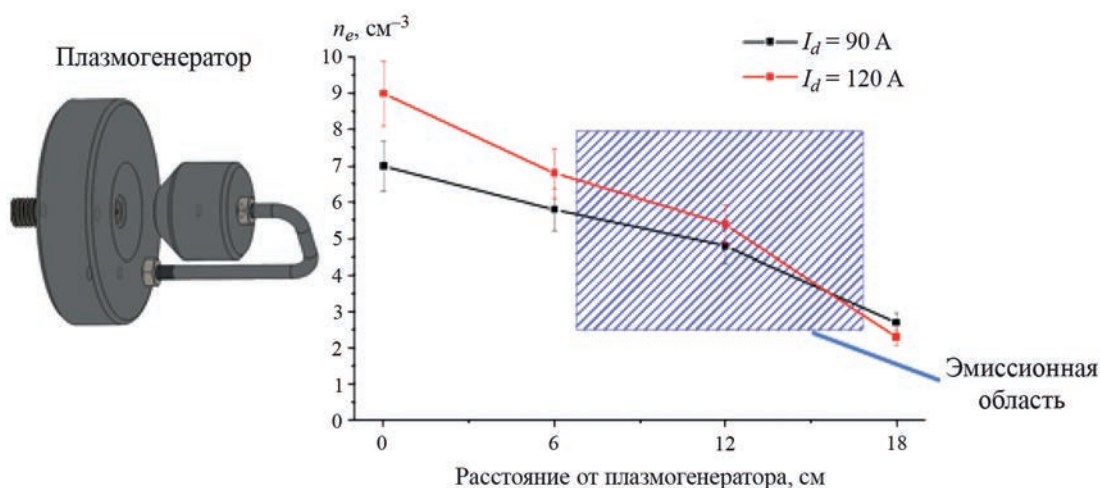 Плазмогенератор
nₑ, см⁻³
I_d = 90 А
I_d = 120 А
10
9
8
7
6
5
4
3
2
1
0
0 6 12 18
Расстояние от плазмогенератора, см
Эмиссионная
область